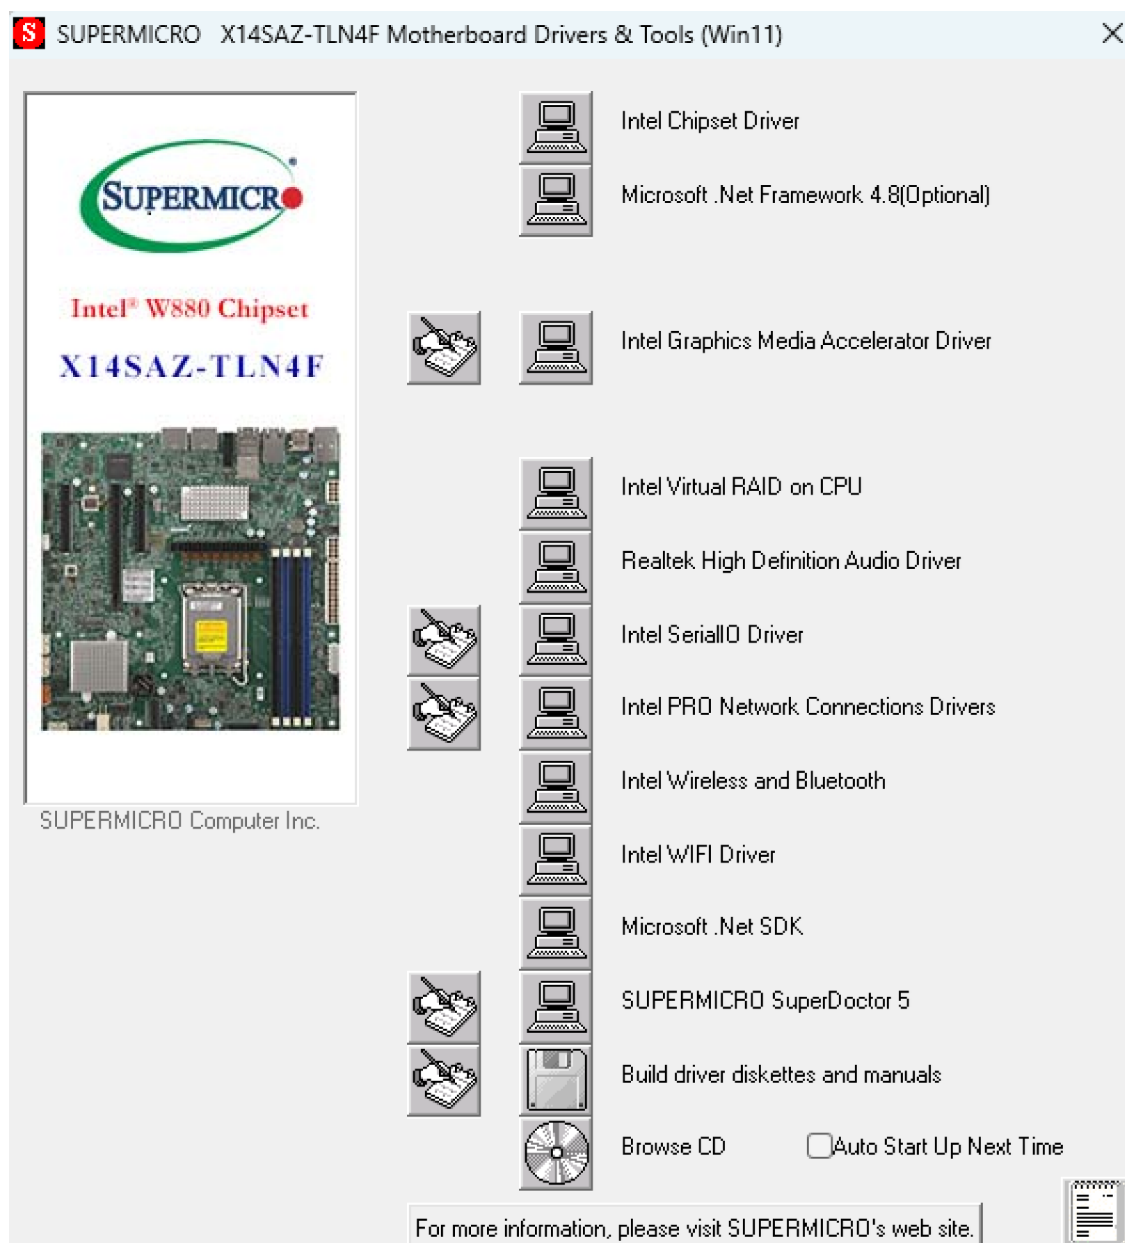 S SUPERMICRO X14SAZ-TLN4F Motherboard Drivers & Tools (Win11)
SUPERMICRO
Intel® W880 Chipset
X14SAZ-TLN4F
SUPERMICRO Computer Inc.
Intel Chipset Driver
Microsoft .Net Framework 4.8(Optional)
Intel Graphics Media Accelerator Driver
Intel Virtual RAID on CPU
Realtek High Definition Audio Driver
Intel SerialIO Driver
Intel PRO Network Connections Drivers
Intel Wireless and Bluetooth
Intel WIFI Driver
Microsoft .Net SDK
SUPERMICRO SuperDoctor 5
Build driver diskettes and manuals
Browse CD Auto Start Up Next Time
For more information, please visit SUPERMICRO's web site.